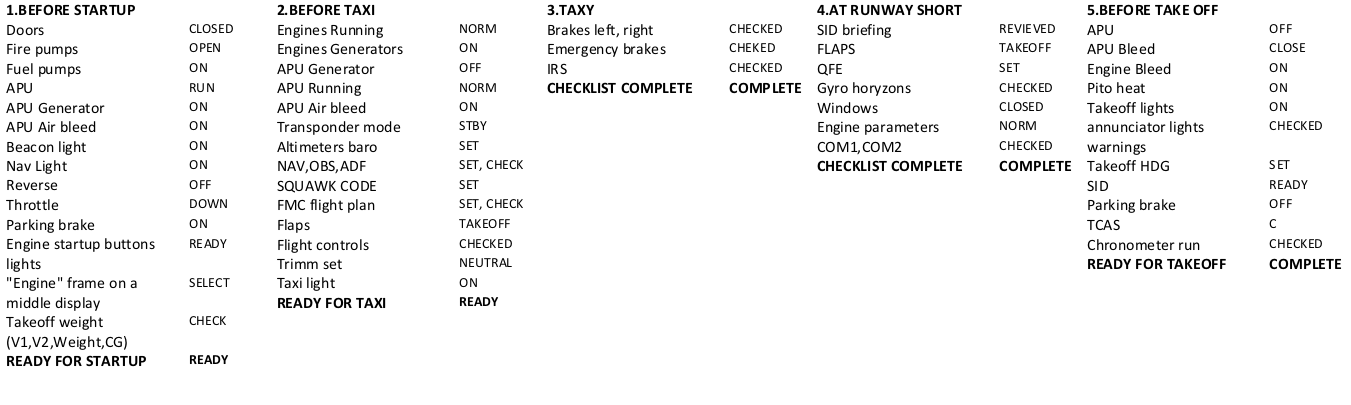 1.BEFORE STARTUP
Doors CLOSED
Fire pumps OPEN
Fuel pumps ON
APU RUN
APU Generator ON
APU Air bleed ON
Beacon light ON
Nav Light ON
Reverse OFF
Throttle DOWN
Parking brake ON
Engine startup buttons READY
lights
"Engine" frame on a SELECT
middle display
Takeoff weight CHECK
(V1,V2,Weight,CG)
READY FOR STARTUP READY
2.BEFORE TAXI
Engines Running NORM
Engines Generators ON
APU Generator OFF
APU Running NORM
APU Air bleed ON
Transponder mode STBY
Altimeters baro SET
NAV,OBS,ADF SET, CHECK
SQUAWK CODE SET
FMC flight plan SET, CHECK
Flaps TAKEOFF
Flight controls CHECKED
Trimm set NEUTRAL
Taxi light ON
READY FOR TAXI READY
3.TAXY
Brakes left, right CHECKED
Emergency brakes CHEKED
IRS CHECKED
CHECKLIST COMPLETE COMPLETE
4.AT RUNWAY SHORT
SID briefing REVIEVED
FLAPS TAKEOFF
QFE SET
Gyro horyzons CHECKED
Windows CLOSED
Engine parameters NORM
COM1,COM2 CHECKED
CHECKLIST COMPLETE COMPLETE
5.BEFORE TAKE OFF
APU OFF
APU Bleed CLOSE
Engine Bleed ON
Pito heat ON
Takeoff lights ON
annunciator lights CHECKED
warnings
Takeoff HDG SET
SID READY
Parking brake OFF
TCAS C
Chronometer run CHECKED
READY FOR TAKEOFF COMPLETE